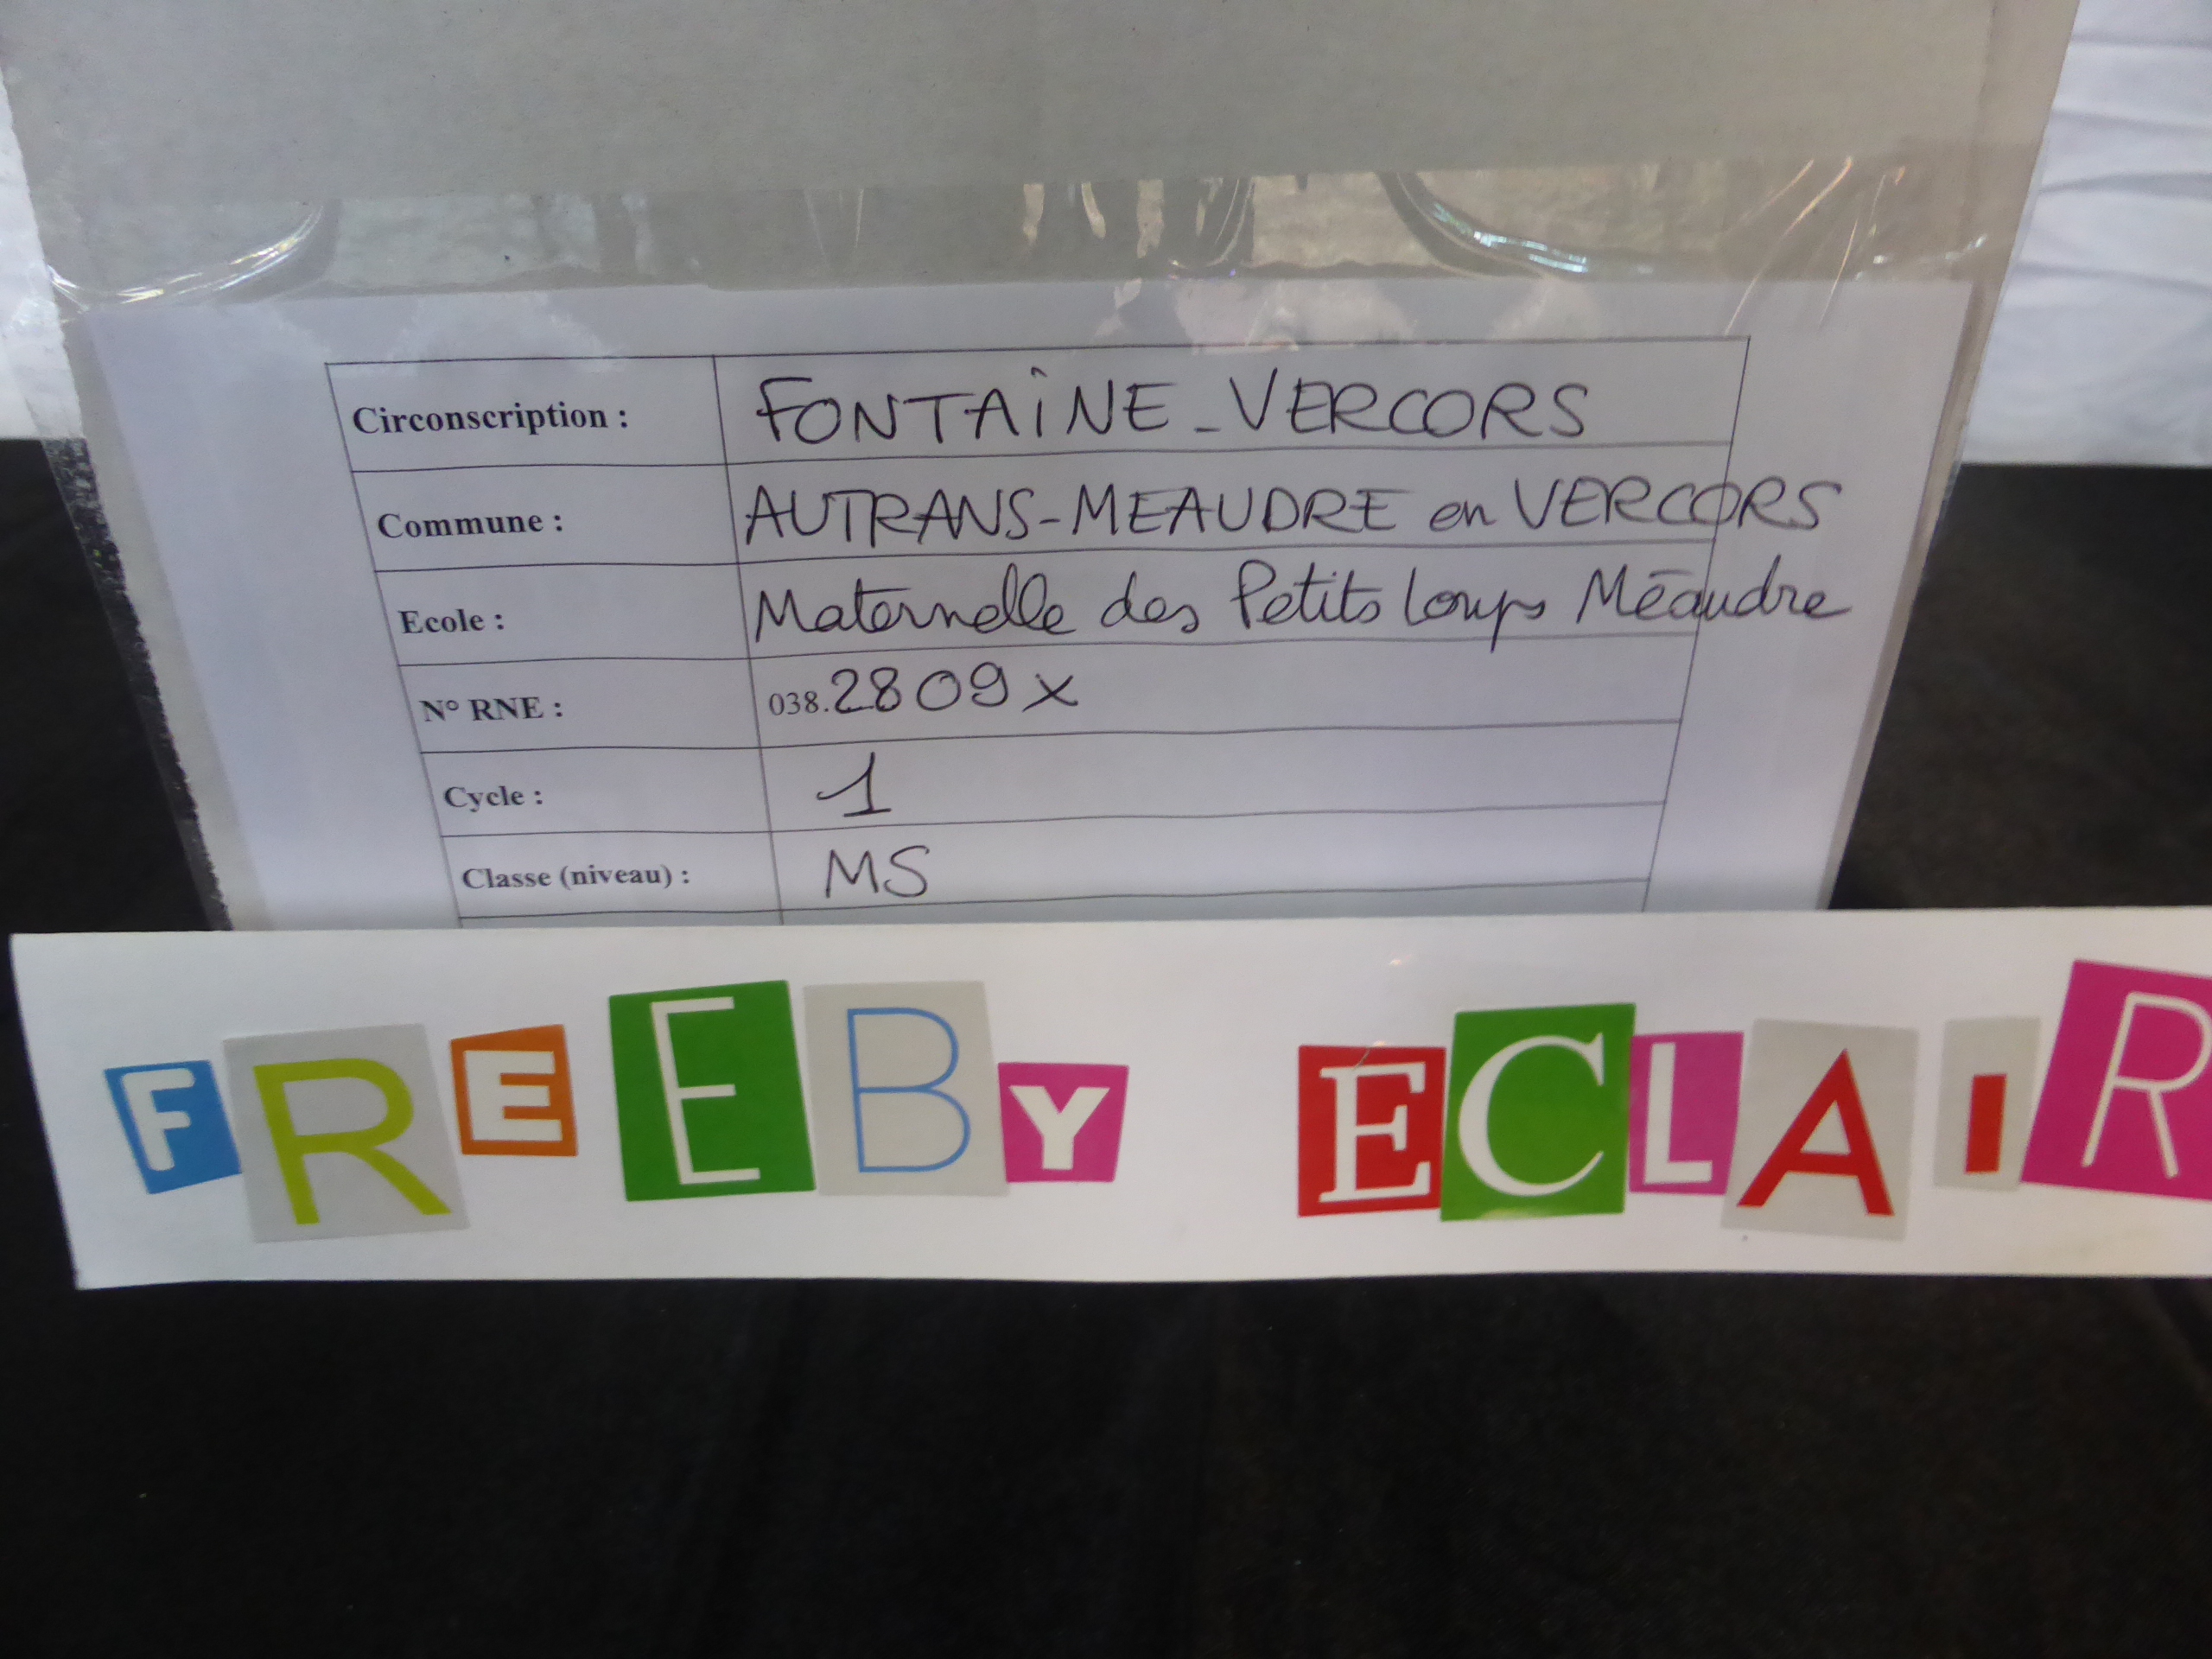 Circonscription : FONTAINE_VERCORS
Commune : AUTRANS-MEAUDRE en VERCORS
Ecole : Maternelle des Petits Loups Méaudre
N° RNE : 038.2809x
Cycle : 1
Classe (niveau) : MS
FREEBY ECLAIR